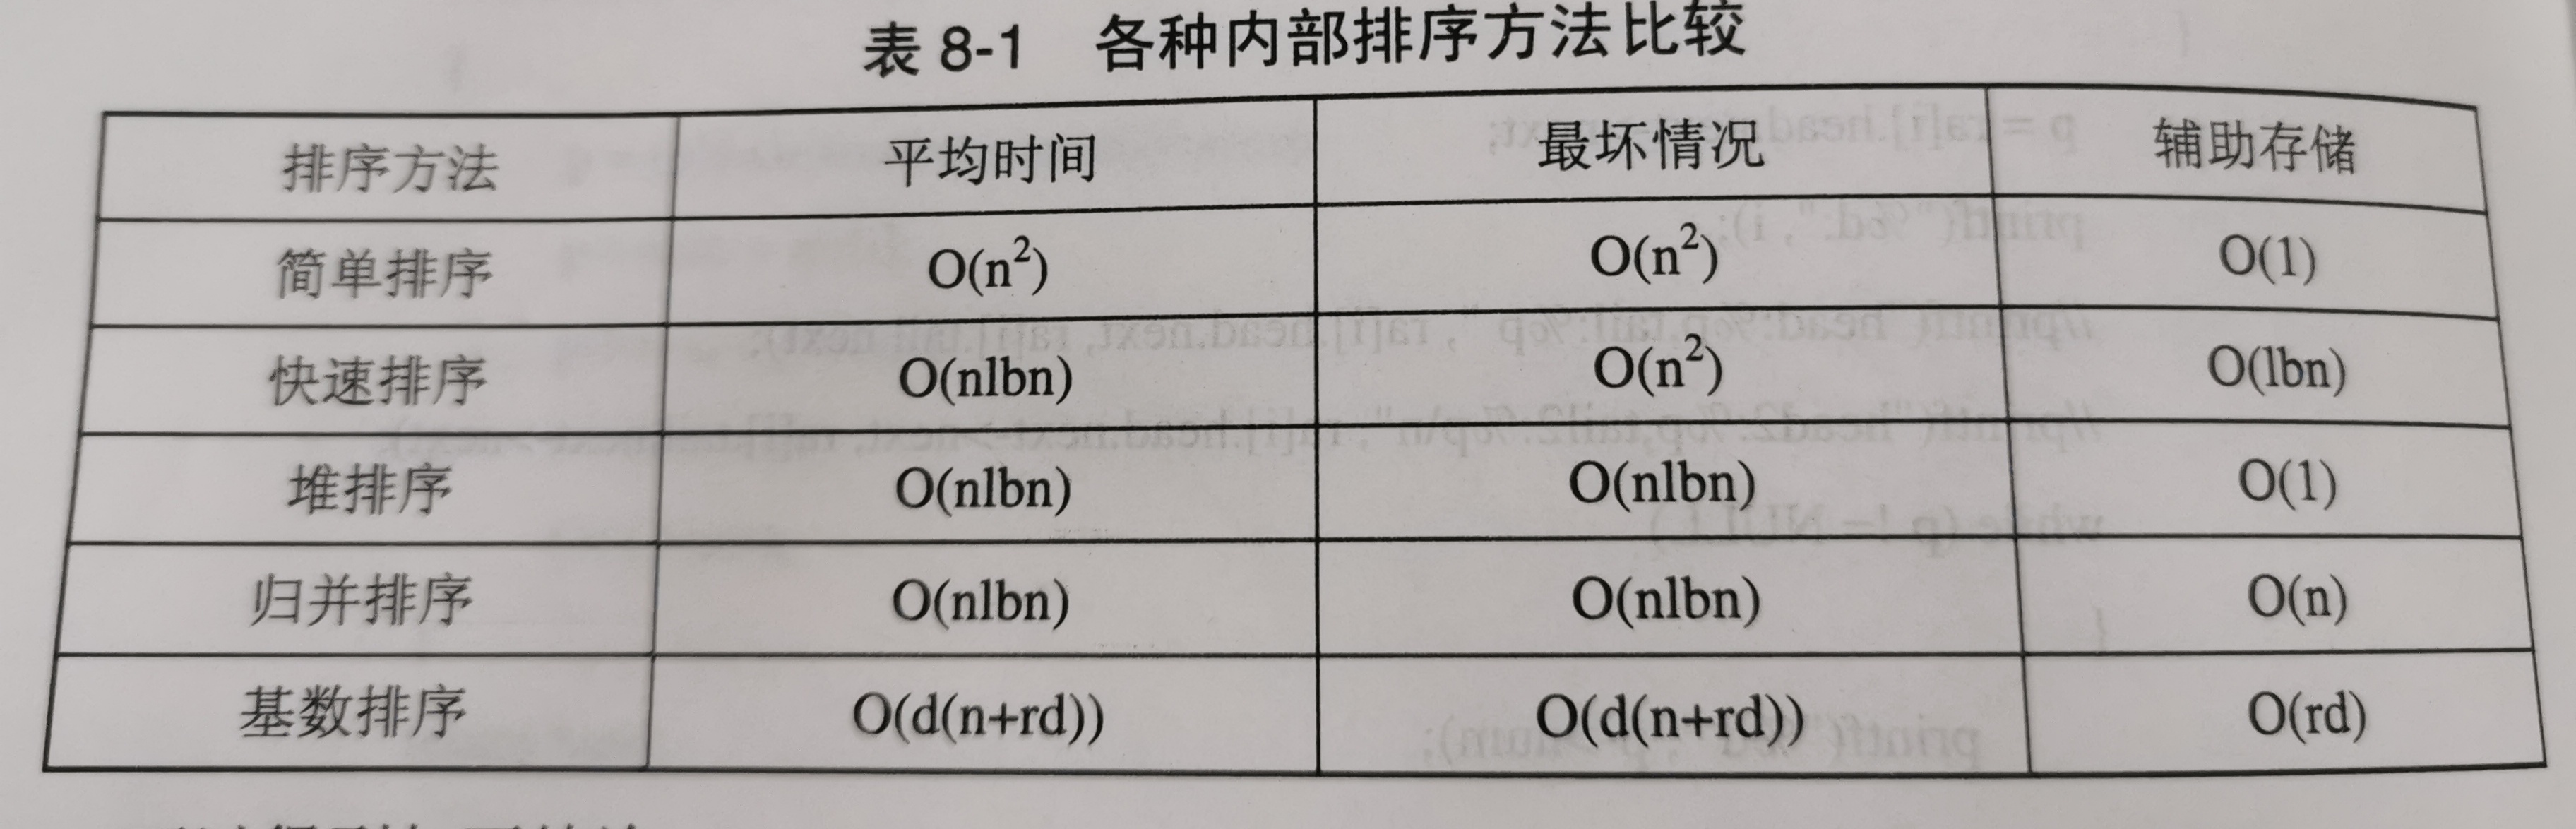 表 8-1 各种内部排序方法比较
排序方法 平均时间 最坏情况 辅助存储
简单排序 O(n²) O(n²) O(1)
快速排序 O(nlbn) O(n²) O(lbn)
堆排序 O(nlbn) O(nlbn) O(1)
归并排序 O(nlbn) O(nlbn) O(n)
基数排序 O(d(n+rd)) O(d(n+rd)) O(rd)